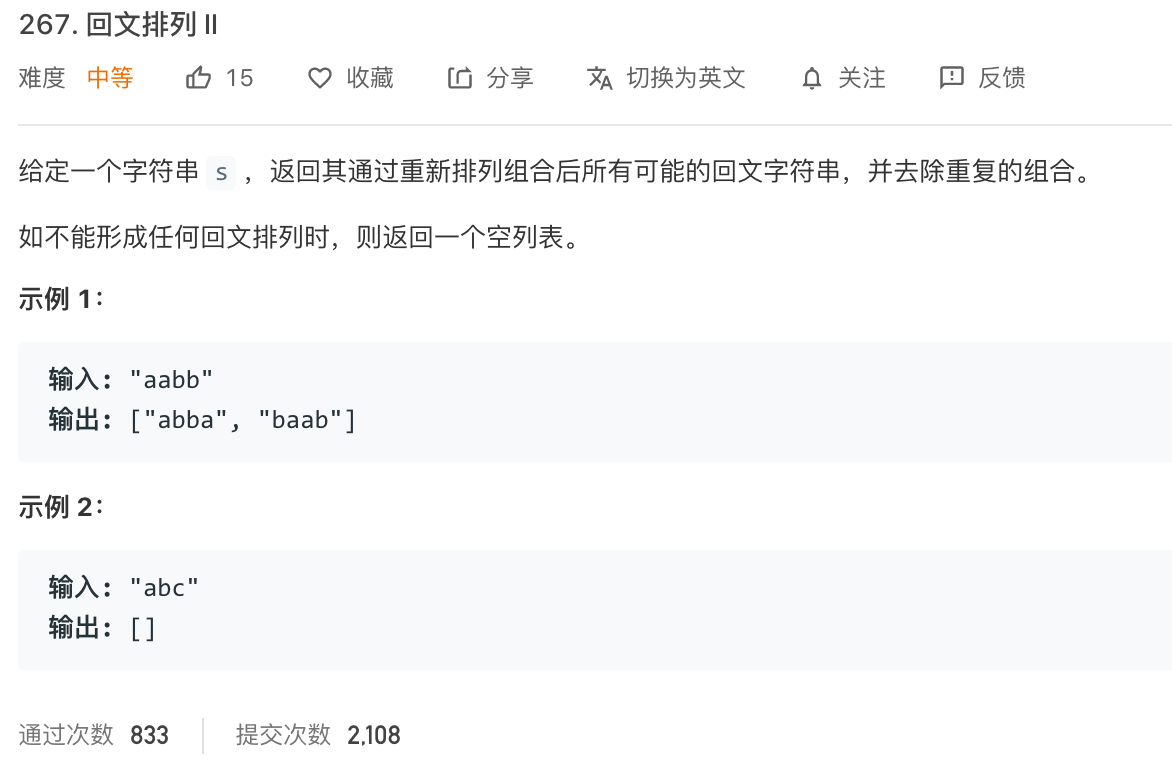 267. 回文排列 II
难度 中等 15 收藏 分享 切换为英文 关注 反馈
给定一个字符串 s ，返回其通过重新排列组合后所有可能的回文字符串，并去除重复的组合。
如不能形成任何回文排列时，则返回一个空列表。
示例 1：
输入: "aabb"
输出: ["abba", "baab"]
示例 2：
输入: "abc"
输出: []
通过次数 833 提交次数 2,108